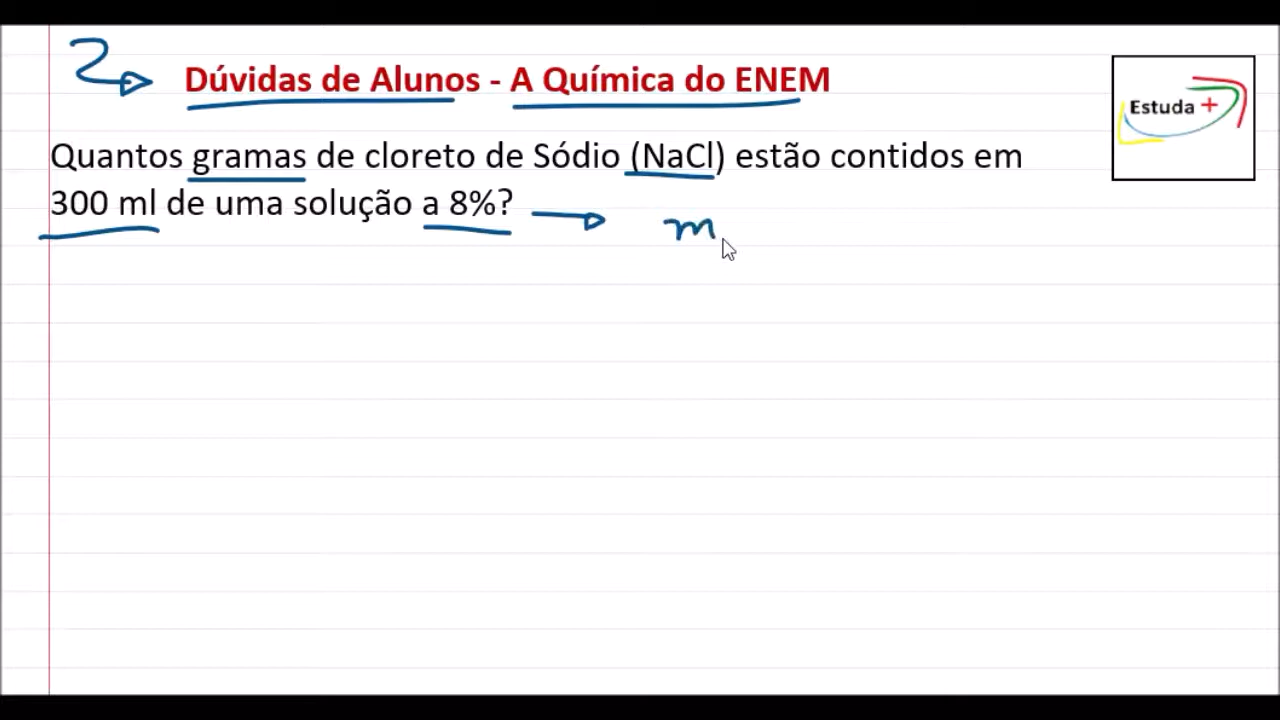 Dúvidas de Alunos - A Química do ENEM
Estuda +
Quantos gramas de cloreto de Sódio (NaCl) estão contidos em
300 ml de uma solução a 8%?
m